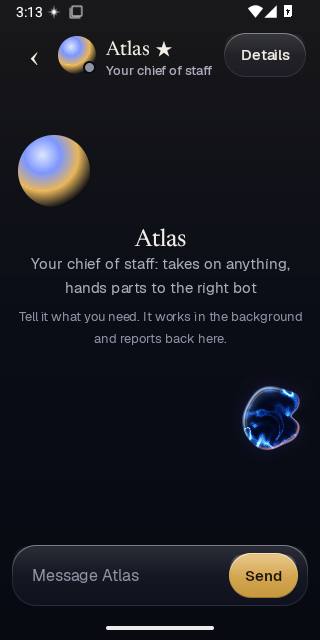 3:13
Atlas ★
Your chief of staff
Details
Atlas
Your chief of staff: takes on anything,
hands parts to the right bot
Tell it what you need. It works in the background
and reports back here.
Message Atlas
Send